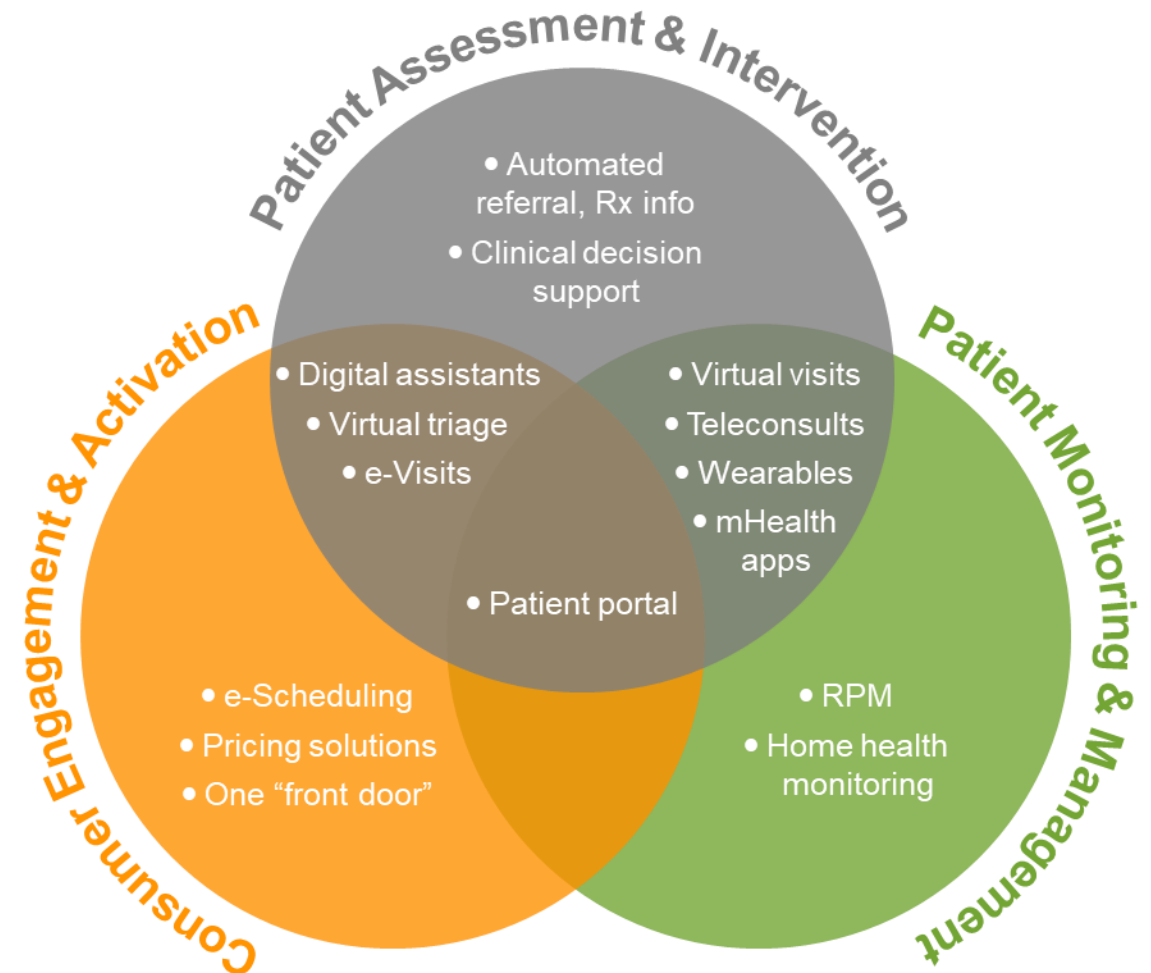 Patient Assessment & Intervention
• Automated
referral, Rx info
• Clinical decision
support
Consumer Engagement & Activation
Patient Monitoring & Management
• Digital assistants
• Virtual triage
• e-Visits
• Virtual visits
• Teleconsults
• Wearables
• mHealth
apps
• Patient portal
• e-Scheduling
• Pricing solutions
• One “front door”
• RPM
• Home health
monitoring